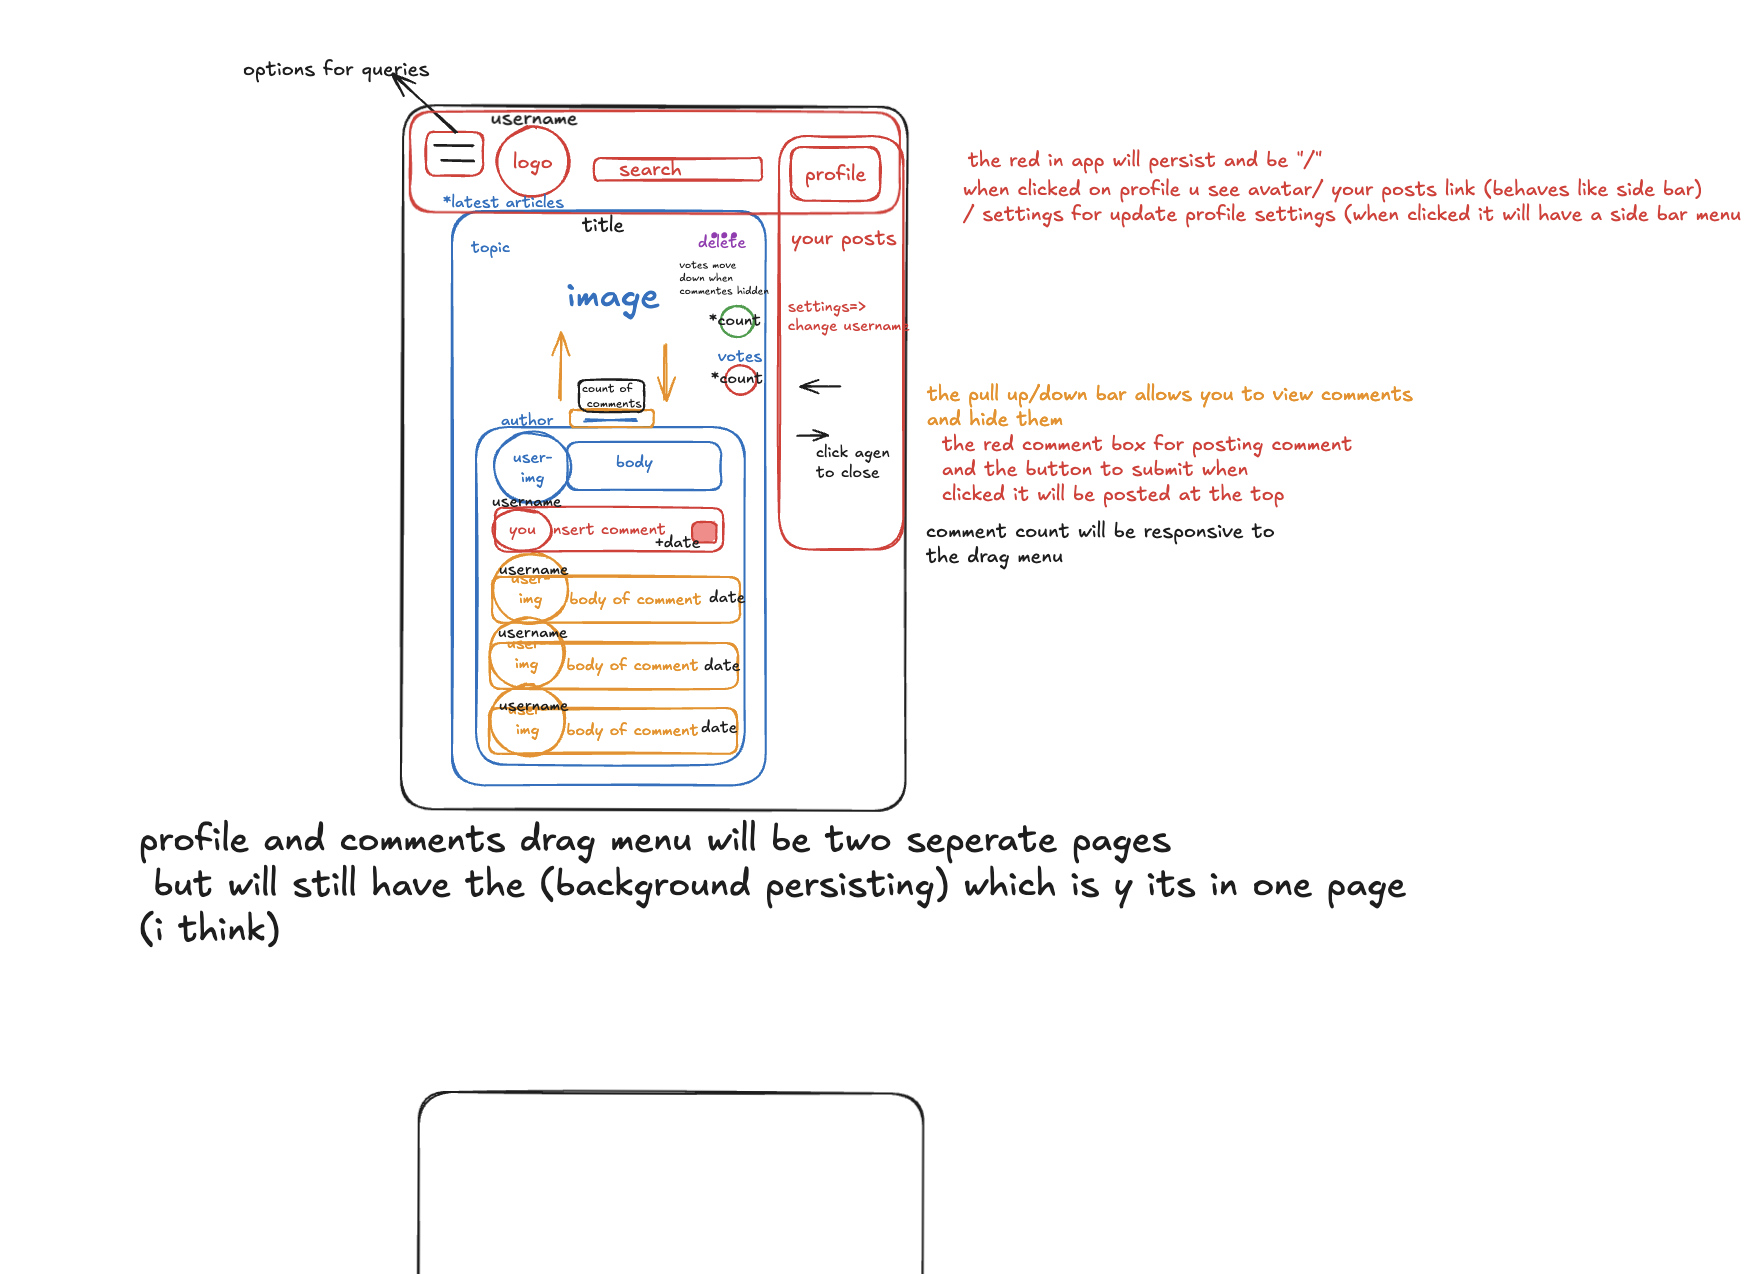 options for queries
username
logo
search
profile
*latest articles
title
topic
delete
votes move
down when
commentes hidden
image
*count
votes
*count
count of
comments
author
user-
img
body
username
you
nsert comment
+date
username
user-
img
body of comment
date
username
user-
img
body of comment
date
username
user-
img
body of comment
date
your posts
settings=>
change username
click agen
to close
the red in app will persist and be "/"
when clicked on profile u see avatar/ your posts link (behaves like side bar)
/ settings for update profile settings (when clicked it will have a side bar menu
the pull up/down bar allows you to view comments
and hide them
the red comment box for posting comment
and the button to submit when
clicked it will be posted at the top
comment count will be responsive to
the drag menu
profile and comments drag menu will be two seperate pages
but will still have the (background persisting) which is y its in one page
(i think)